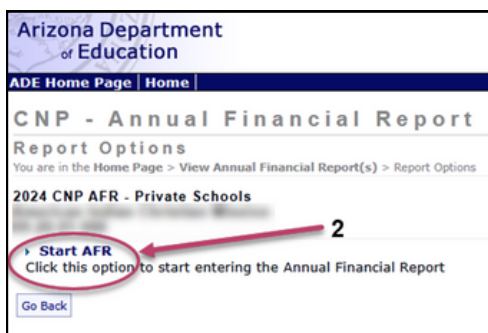 Arizona Department
of Education
ADE Home Page | Home |
CNP - Annual Financial Report
Report Options
You are in the Home Page > View Annual Financial Report(s) > Report Options
2024 CNP AFR - Private Schools
2
Start AFR
Click this option to start entering the Annual Financial Report
Go Back